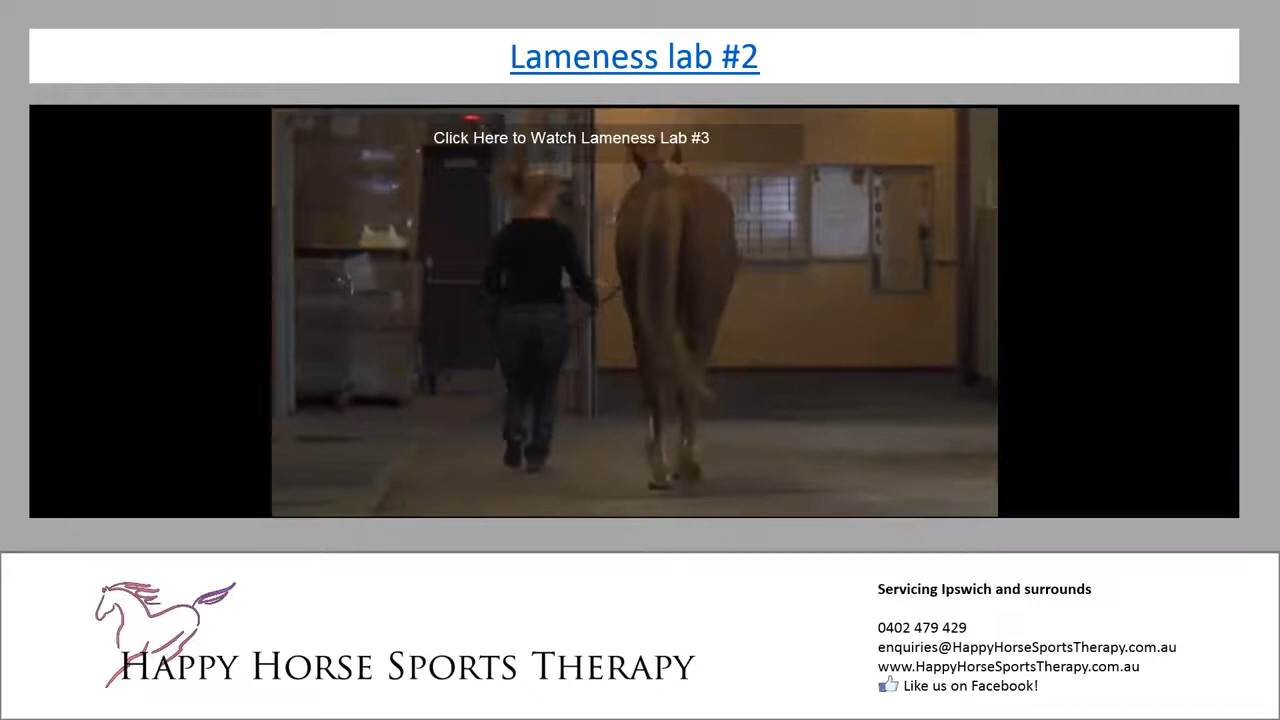 Lameness lab #2
Click Here to Watch Lameness Lab #3
HAPPY HORSE SPORTS THERAPY
Servicing Ipswich and surrounds
0402 479 429
enquiries@HappyHorseSportsTherapy.com.au
www.HappyHorseSportsTherapy.com.au
Like us on Facebook!